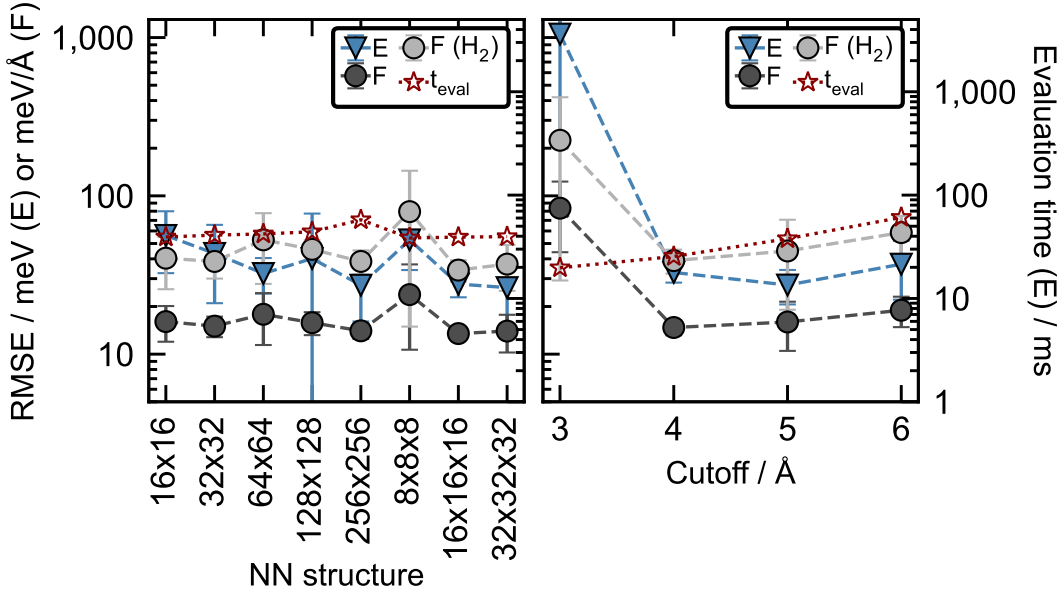 RMSE / meV (E) or meV/Å (F)
1,000
100
10
E
F (H2)
F
teval
16x16
32x32
64x64
128x128
256x256
8x8x8
16x16x16
32x32x32
NN structure
E
F (H2)
F
teval
3
4
5
6
Cutoff / Å
1,000
100
10
1
Evaluation time (E) / ms